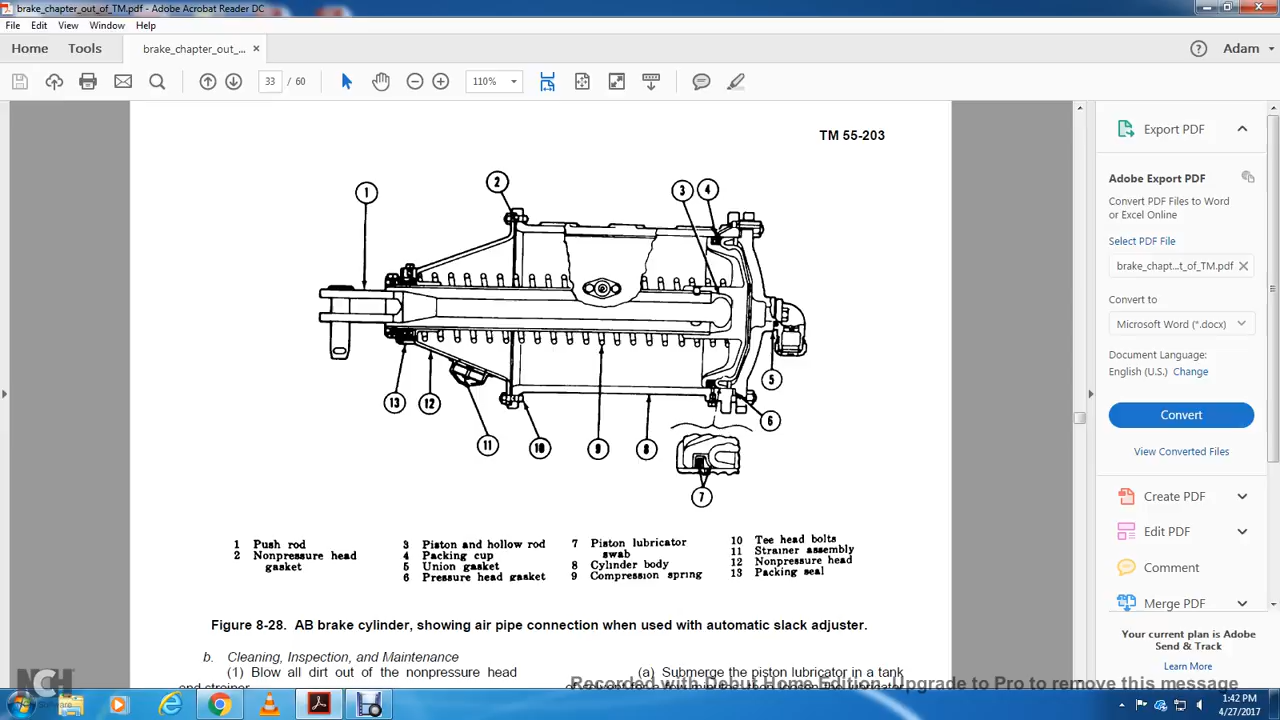 brake_chapter_out_of_TM.pdf - Adobe Acrobat Reader DC
File Edit View Window Help
Home Tools brake_chapter_out_... × Adam
33 / 60 110%
TM 55-203
1 2 3 4
5
13 12
6
11 10 9 8
7
1 Push rod
2 Nonpressure head
gasket
3 Piston and hollow rod
4 Packing cup
5 Union gasket
6 Pressure head gasket
7 Piston lubricator
swab
8 Cylinder body
9 Compression spring
10 Tee head bolts
11 Strainer assembly
12 Nonpressure head
13 Packing seal
Figure 8-28. AB brake cylinder, showing air pipe connection when used with automatic slack adjuster.
b. Cleaning, Inspection, and Maintenance
(1) Blow all dirt out of the nonpressure head
(a) Submerge the piston lubricator in a tank
Export PDF
Adobe Export PDF
Convert PDF Files to Word
or Excel Online
Select PDF File
brake_chapt...t_of_TM.pdf ×
Convert to
Microsoft Word (*.docx)
Document Language:
English (U.S.) Change
Convert
View Converted Files
Create PDF
Edit PDF
Comment
Merge PDF
Your current plan is Adobe
Send & Track
Learn More
Recorded with Debut Home Edition. Upgrade to Pro to remove this message
NCH
Software
1:42 PM
4/27/2017